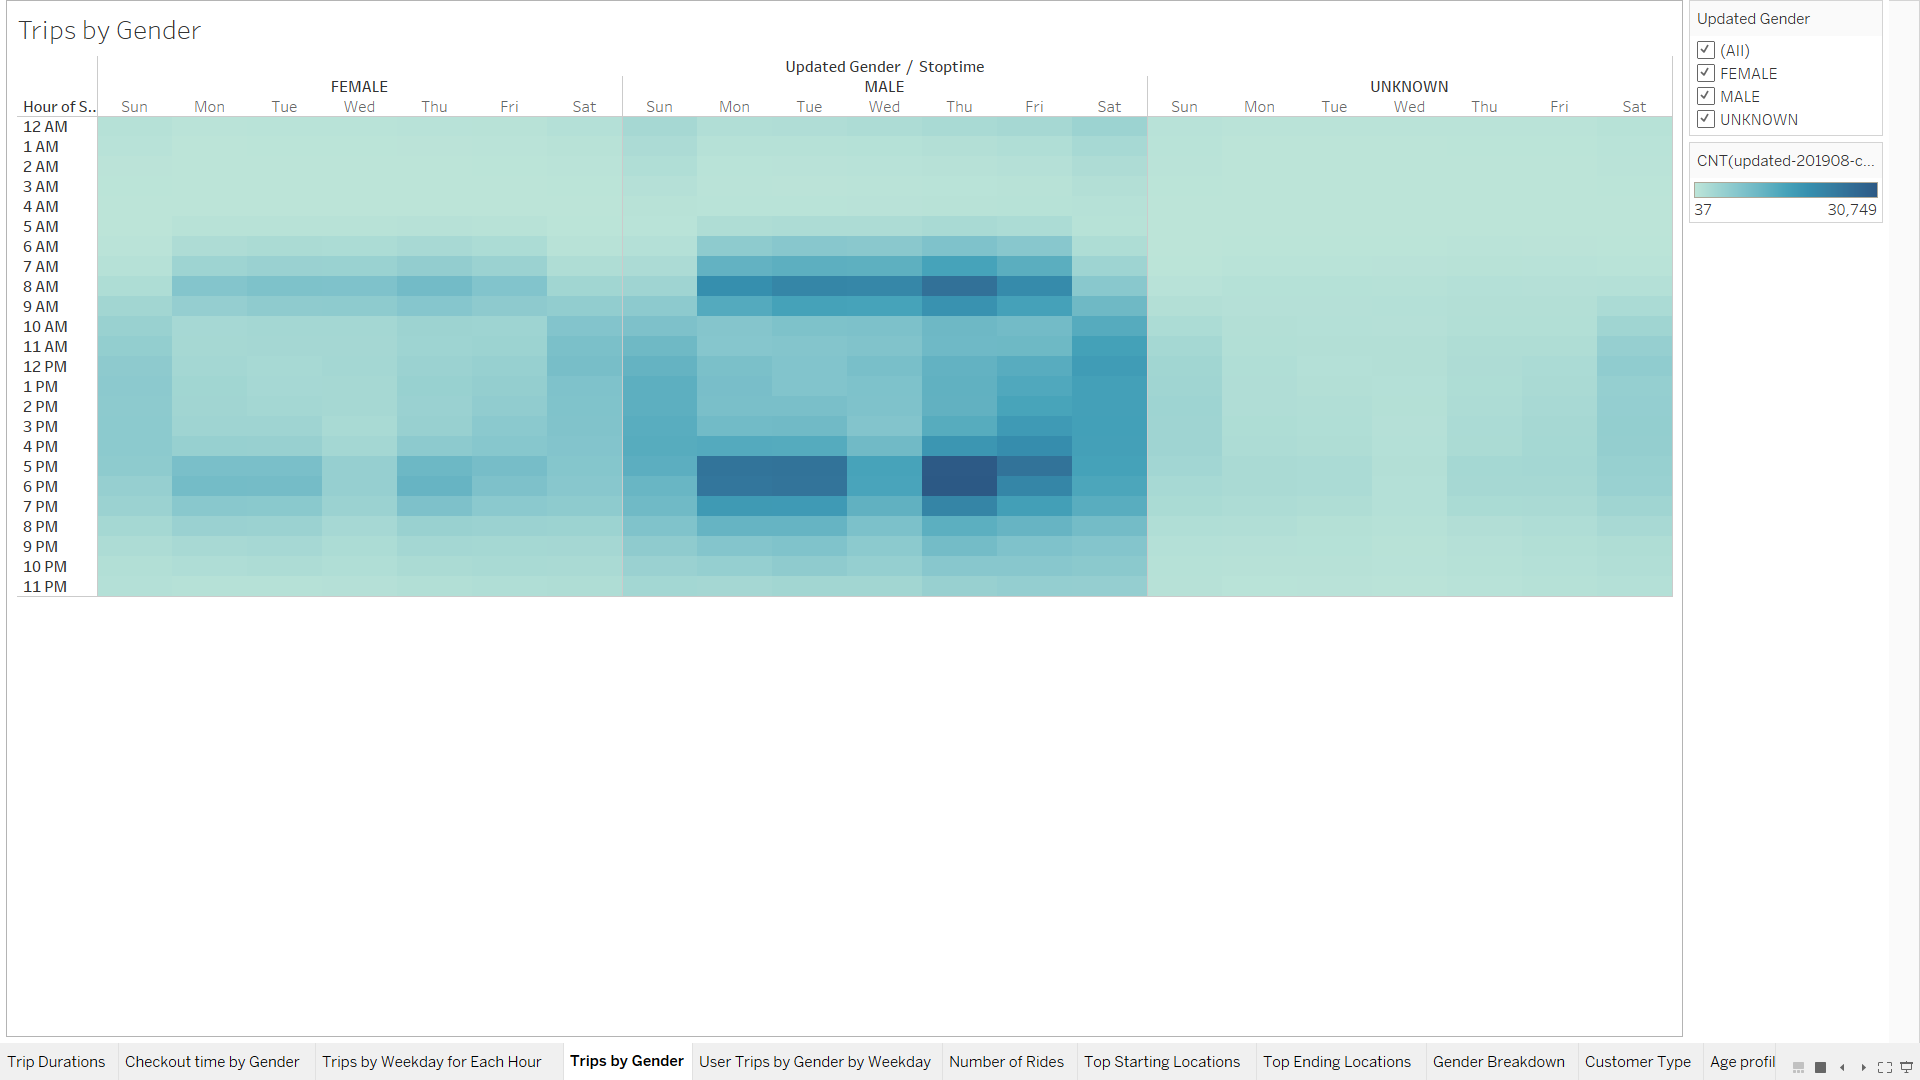 Trips by Gender
Updated Gender / Stoptime
FEMALE MALE UNKNOWN
Hour of S.. Sun Mon Tue Wed Thu Fri Sat Sun Mon Tue Wed Thu Fri Sat Sun Mon Tue Wed Thu Fri Sat
12 AM
1 AM
2 AM
3 AM
4 AM
5 AM
6 AM
7 AM
8 AM
9 AM
10 AM
11 AM
12 PM
1 PM
2 PM
3 PM
4 PM
5 PM
6 PM
7 PM
8 PM
9 PM
10 PM
11 PM
Updated Gender
(All)
FEMALE
MALE
UNKNOWN
CNT(updated-201908-c...
37 30,749
Trip Durations Checkout time by Gender Trips by Weekday for Each Hour Trips by Gender User Trips by Gender by Weekday Number of Rides Top Starting Locations Top Ending Locations Gender Breakdown Customer Type Age profil